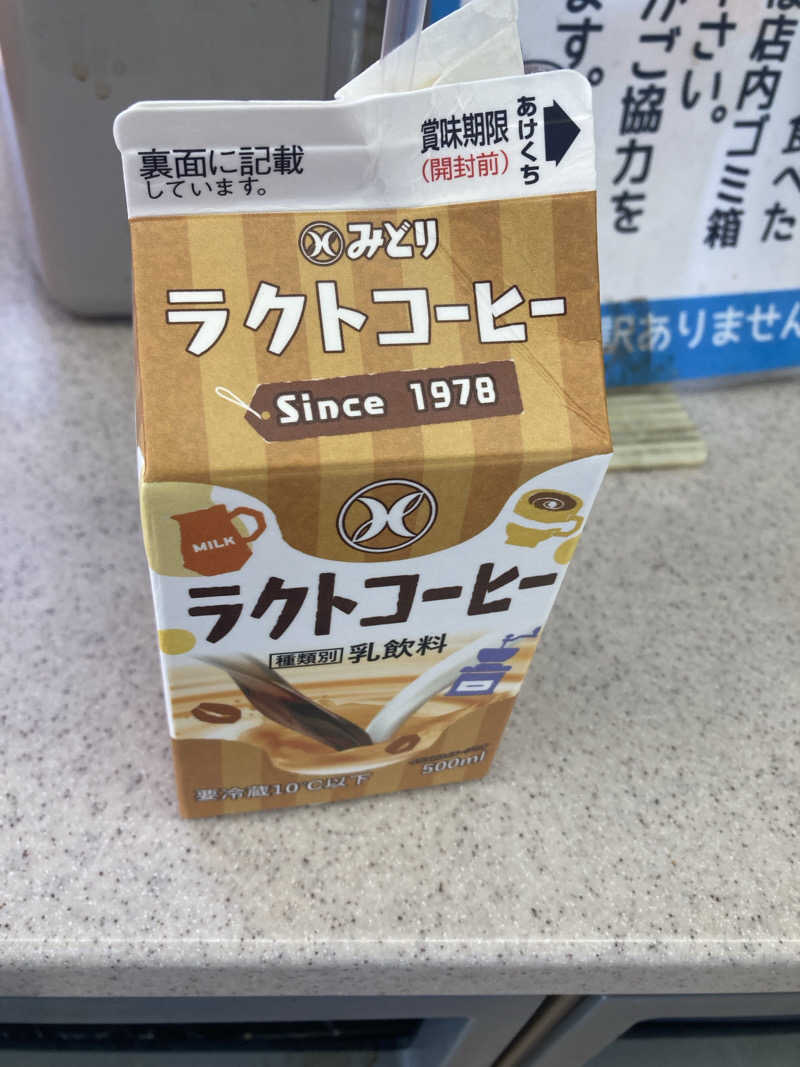 裏面に記載
しています。
賞味期限
(開封前)
あけくち
みどり
ラクトコーヒー
Since 1978
MILK
ラクトコーヒー
種類別 乳飲料
要冷蔵10℃以下
500ml
食べた
店内ゴミ箱
さい。
がご協力を
ます。
訳ありません